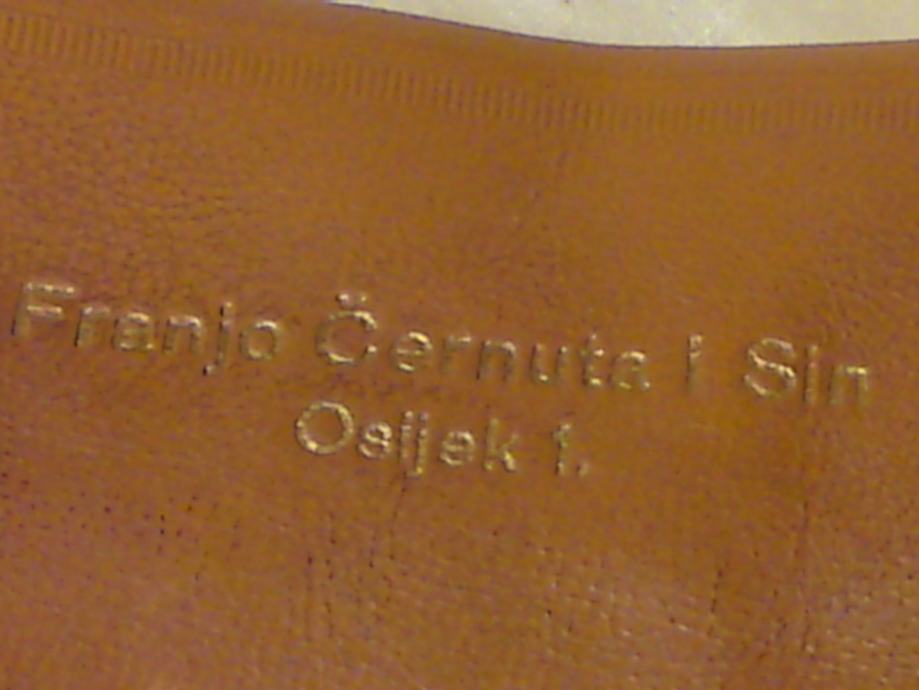 Franjo Černuta i Sin
Osijek 1.